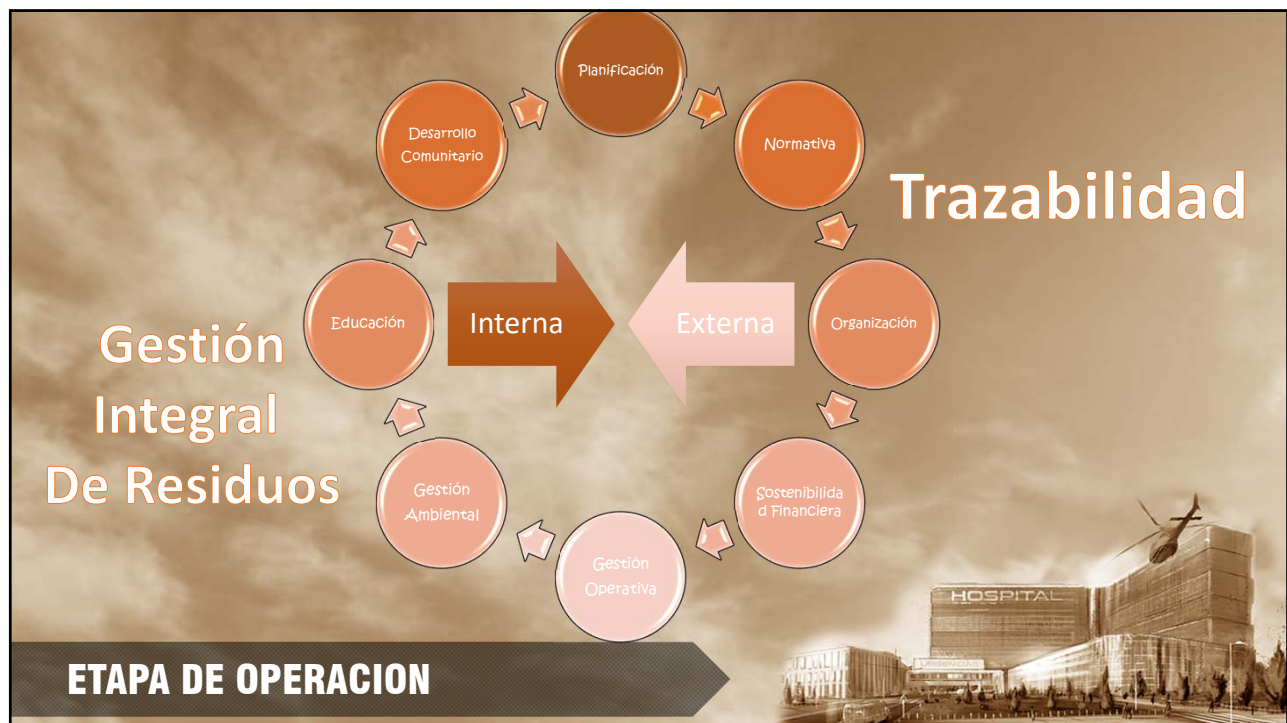 Planificación
Normativa
Organización
Sostenibilida
d Financiera
Gestión
Operativa
Gestión
Ambiental
Educación
Desarrollo
Comunitario
Interna
Externa
Trazabilidad
Gestión
Integral
De Residuos
HOSPITAL
URGENCIAS
ETAPA DE OPERACION